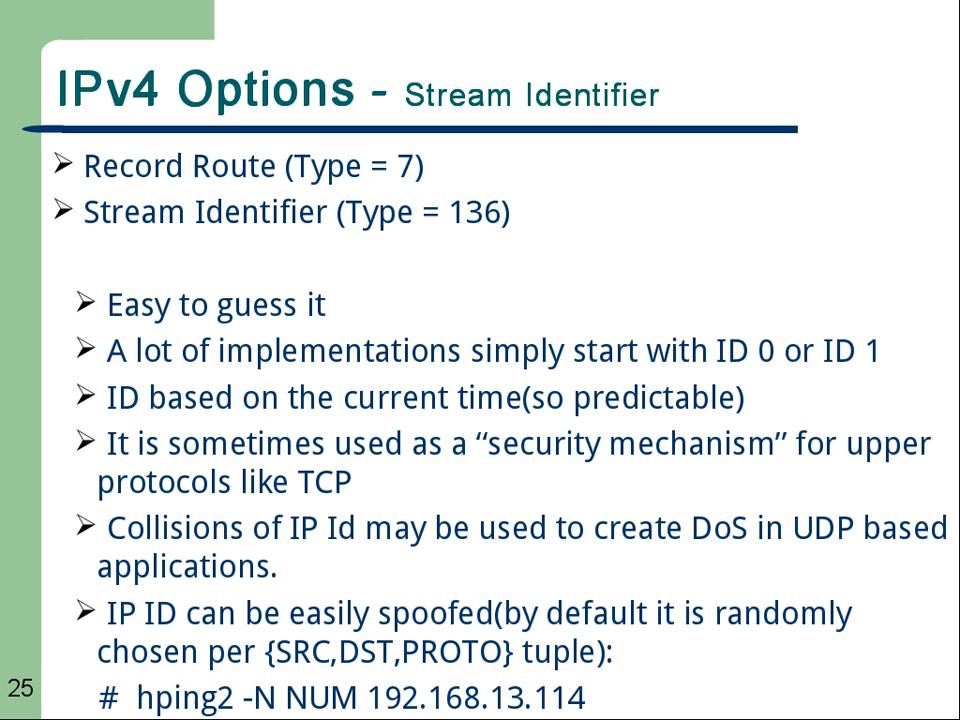 IPv4 Options - Stream Identifier
➢ Record Route (Type = 7)
➢ Stream Identifier (Type = 136)
➢ Easy to guess it
➢ A lot of implementations simply start with ID 0 or ID 1
➢ ID based on the current time(so predictable)
➢ It is sometimes used as a “security mechanism” for upper
protocols like TCP
➢ Collisions of IP Id may be used to create DoS in UDP based
applications.
➢ IP ID can be easily spoofed(by default it is randomly
chosen per {SRC,DST,PROTO} tuple):
# hping2 -N NUM 192.168.13.114
25